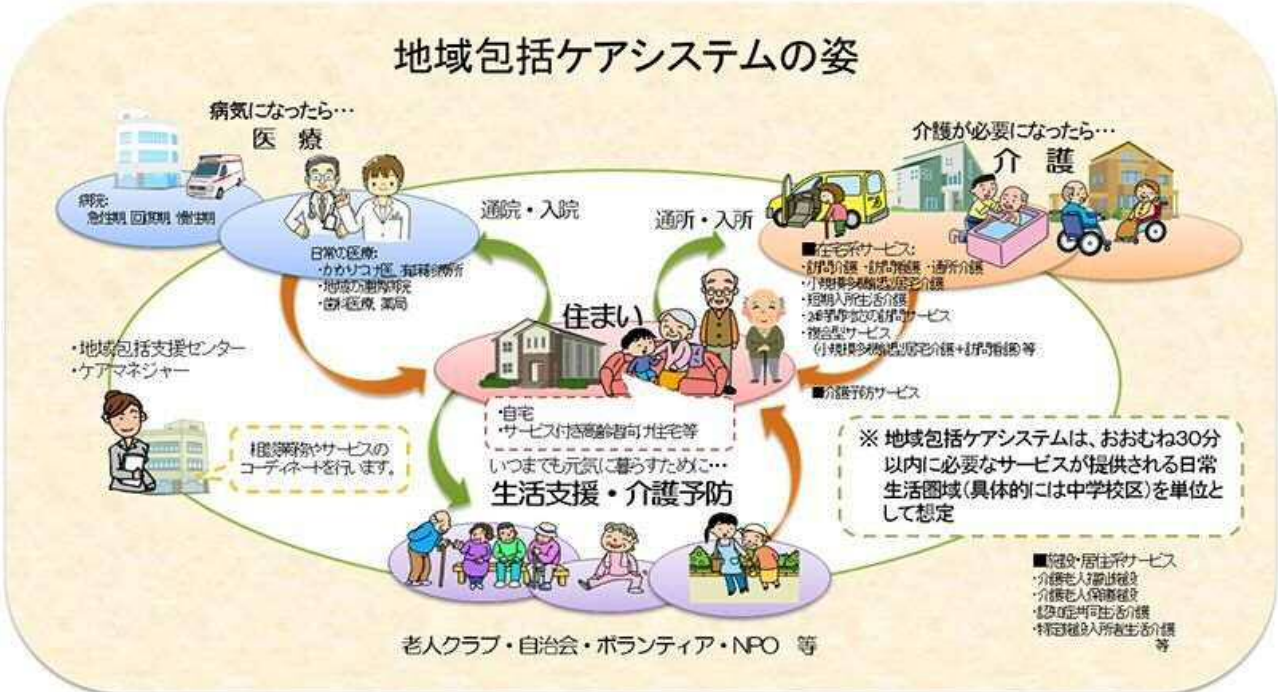 地域包括ケアシステムの姿
病気になったら…
医 療
病院:
急性期、回復期、慢性期
日常の医療:
・かかりつけ医、有床診療所
・地域の連携病院
・歯科医療、薬局
通院・入院
通所・入所
介護が必要になったら…
介 護
■在宅系サービス:
・訪問介護・訪問看護・通所介護
・小規模多機能型居宅介護
・短期入所生活介護
・24時間対応の訪問サービス
・複合型サービス
(小規模多機能型居宅介護+訪問看護)等
■介護予防サービス
住まい
・自宅
・サービス付き高齢者向け住宅等
・地域包括支援センター
・ケアマネジャー
相談業務やサービスの
コーディネートを行います。
いつまでも元気に暮らすために…
生活支援・介護予防
老人クラブ・自治会・ボランティア・NPO 等
※ 地域包括ケアシステムは、おおむね30分
以内に必要なサービスが提供される日常
生活圏域(具体的には中学校区)を単位と
して想定
■施設・居住系サービス
・介護老人福祉施設
・介護老人保健施設
・認知症共同生活介護
・特定施設入所者生活介護
等